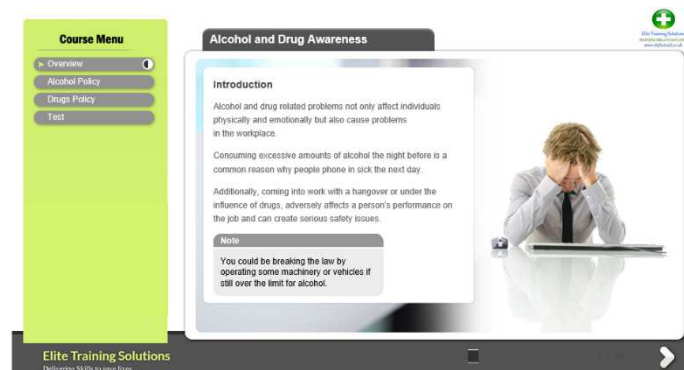 Course Menu
Overview
Alcohol Policy
Drugs Policy
Test
Alcohol and Drug Awareness
Elite Training Solutions
Introduction
Alcohol and drug related problems not only affect individuals
physically and emotionally but also cause problems
in the workplace.
Consuming excessive amounts of alcohol the night before is a
common reason why people phone in sick the next day.
Additionally, coming into work with a hangover or under the
influence of drugs, adversely affects a person's performance on
the job and can create serious safety issues.
Note
You could be breaking the law by
operating some machinery or vehicles if
still over the limit for alcohol.
Elite Training Solutions
Delivering Skills to save lives